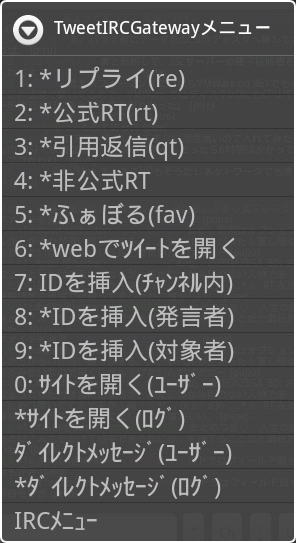 TweetIRCGatewayメニュー
1: *リプライ(re)
2: *公式RT(rt)
3: *引用返信(qt)
4: *非公式RT
5: *ふぁぼる(fav)
6: *webでﾂｲｰﾄを開く
7: IDを挿入(ﾁｬﾝﾈﾙ内)
8: *IDを挿入(発言者)
9: *IDを挿入(対象者)
0: ｻｲﾄを開く(ﾕｰｻﾞｰ)
*ｻｲﾄを開く(ﾛｸﾞ)
ﾀﾞｲﾚｸﾄﾒｯｾｰｼﾞ(ﾕｰｻﾞｰ)
*ﾀﾞｲﾚｸﾄﾒｯｾｰｼﾞ(ﾛｸﾞ)
IRCﾒﾆｭｰ